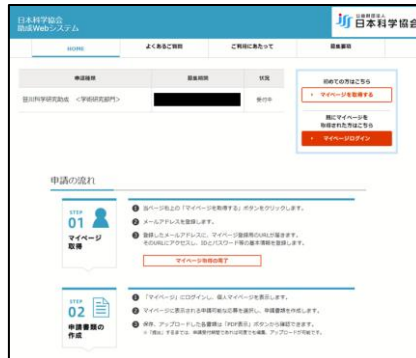 日本科学協会
助成Webシステム
公益財団法人
日本科学協会
HOME
よくあるご質問
ご利用にあたって
募集要項
申請種類
募集期間
状況
笹川科学研究助成 <学術研究部門>
受付中
初めての方はこちら
マイページを取得する
既にマイページを
取得された方はこちら
マイページログイン
申請の流れ
STEP
01
マイページ
取得
1 当ページ右上の「マイページを取得する」ボタンをクリックします。
2 メールアドレスを登録します。
3 登録したメールアドレスに、マイページ登録用のURLが届きます。
そのURLにアクセスし、IDとパスワード等の基本情報を登録します。
マイページ取得の完了
STEP
02
申請書類の
作成
1 「マイページ」にログインし、個人マイページを表示します。
2 マイページに表示される申請可能な応募を選択し、申請書類を作成します。
3 保存、アップロードした各書類は「PDF表示」ボタンから確認できます。